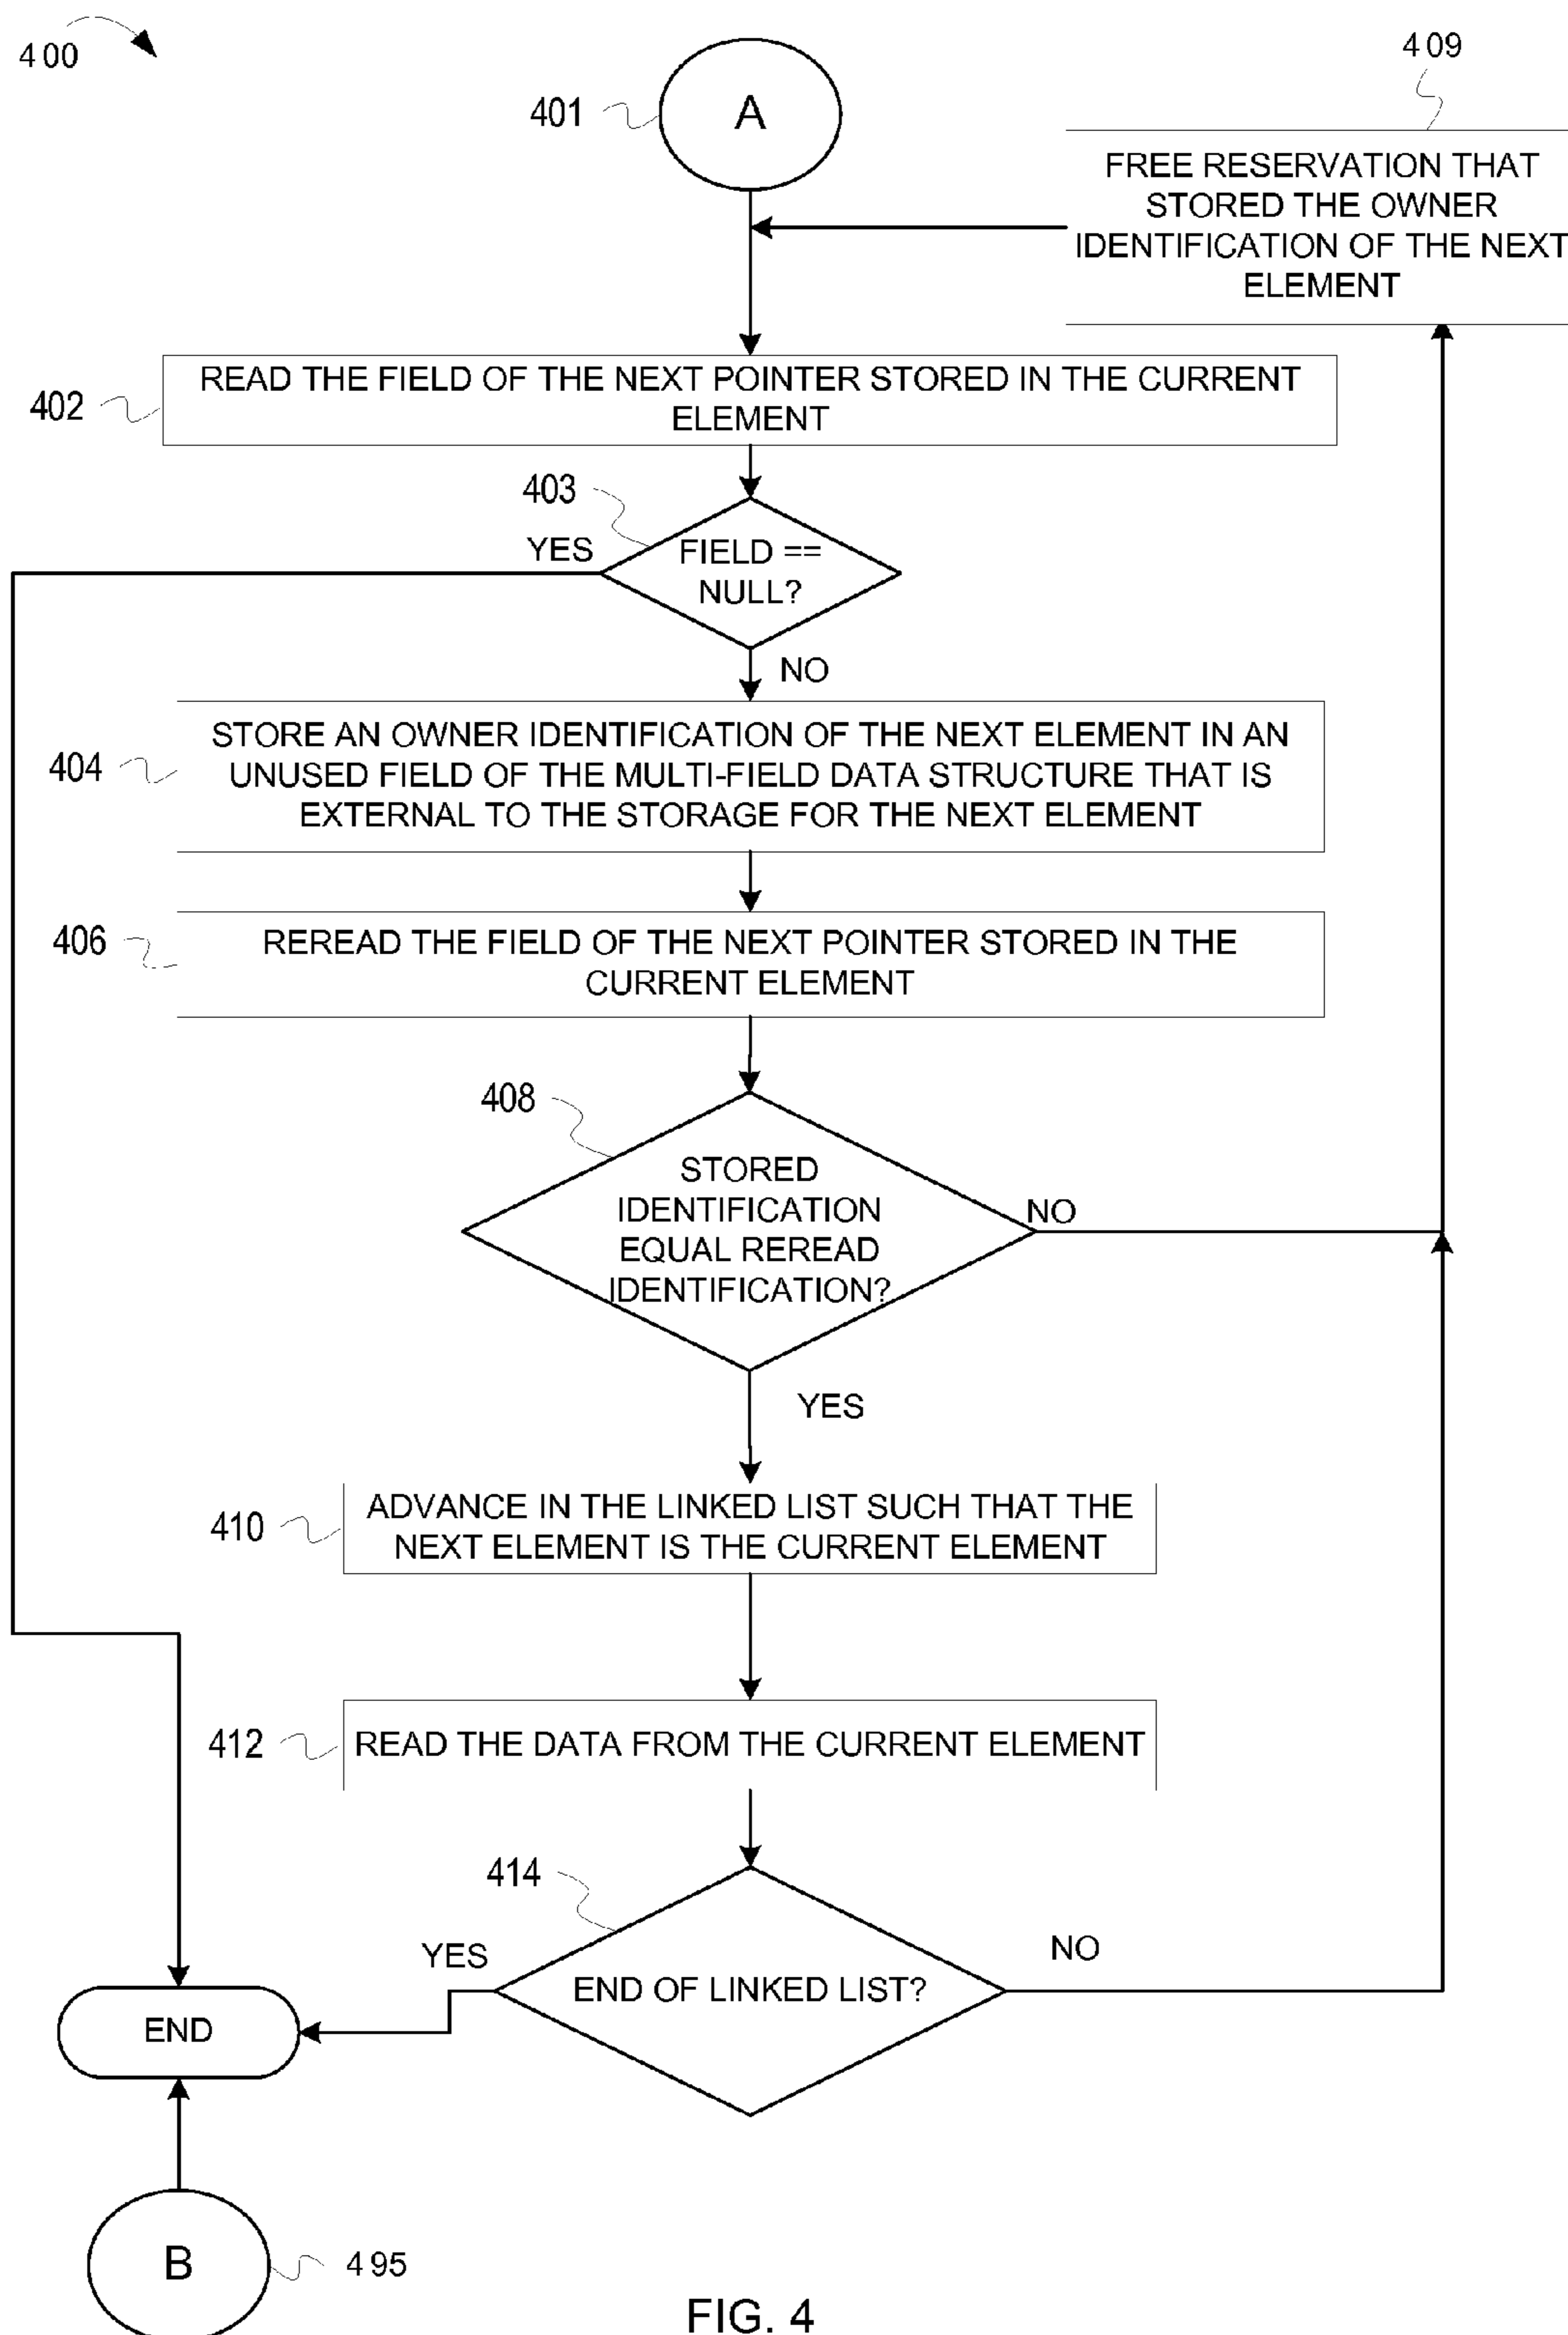 400
409
401
A
FREE RESERVATION THAT
STORED THE OWNER
IDENTIFICATION OF THE NEXT
ELEMENT
402
READ THE FIELD OF THE NEXT POINTER STORED IN THE CURRENT
ELEMENT
403
YES
FIELD ==
NULL?
NO
404
STORE AN OWNER IDENTIFICATION OF THE NEXT ELEMENT IN AN
UNUSED FIELD OF THE MULTI-FIELD DATA STRUCTURE THAT IS
EXTERNAL TO THE STORAGE FOR THE NEXT ELEMENT
406
REREAD THE FIELD OF THE NEXT POINTER STORED IN THE
CURRENT ELEMENT
408
STORED
IDENTIFICATION
EQUAL REREAD
IDENTIFICATION?
NO
YES
410
ADVANCE IN THE LINKED LIST SUCH THAT THE
NEXT ELEMENT IS THE CURRENT ELEMENT
412
READ THE DATA FROM THE CURRENT ELEMENT
414
YES
NO
END OF LINKED LIST?
END
B
495
FIG. 4